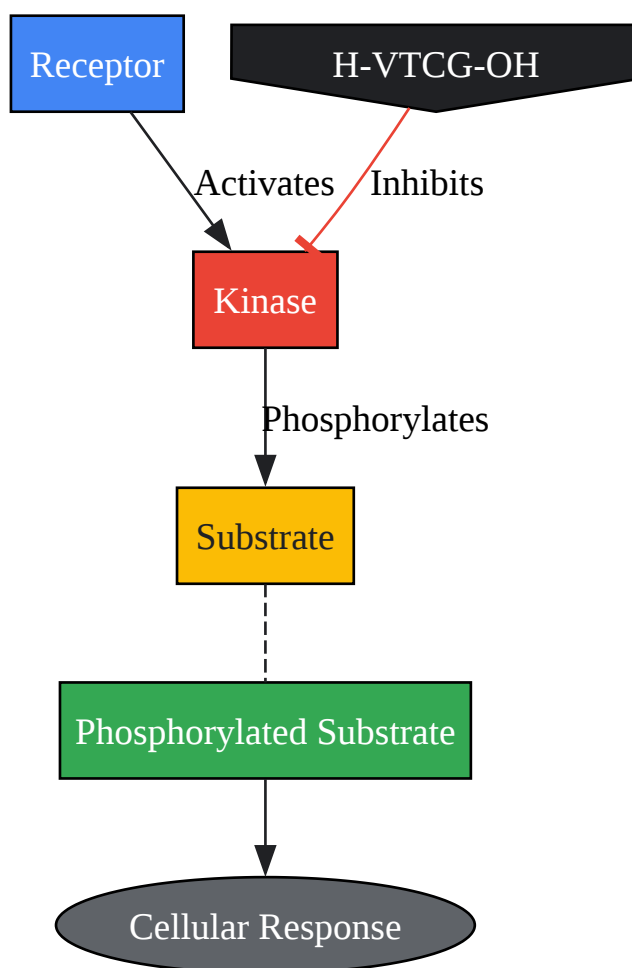 Receptor
H-VTCG-OH
Activates
Inhibits
Kinase
Phosphorylates
Substrate
Phosphorylated Substrate
Cellular Response